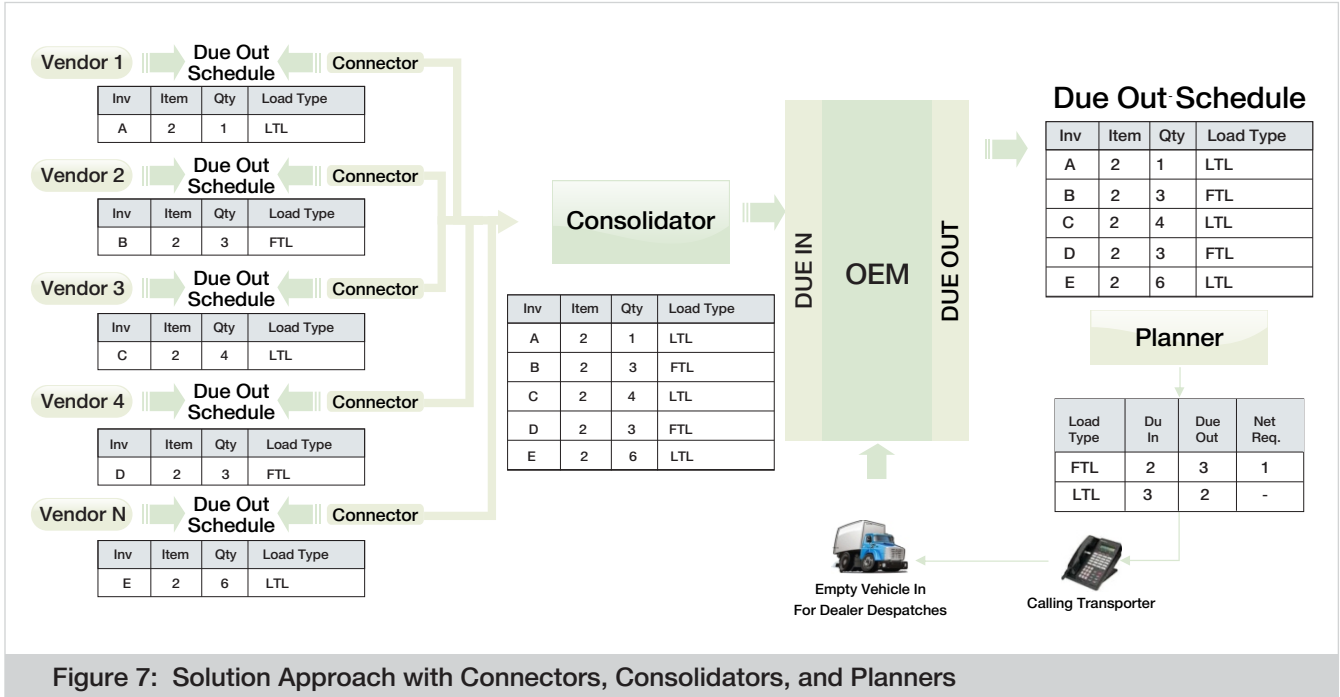 Vendor 1
Due Out
Schedule
Connector
Inv Item Qty Load Type
A 2 1 LTL
Vendor 2
Due Out
Schedule
Connector
Inv Item Qty Load Type
B 2 3 FTL
Vendor 3
Due Out
Schedule
Connector
Inv Item Qty Load Type
C 2 4 LTL
Vendor 4
Due Out
Schedule
Connector
Inv Item Qty Load Type
D 2 3 FTL
Vendor N
Due Out
Schedule
Connector
Inv Item Qty Load Type
E 2 6 LTL
Consolidator
Inv Item Qty Load Type
A 2 1 LTL
B 2 3 FTL
C 2 4 LTL
D 2 3 FTL
E 2 6 LTL
DUE IN
OEM
DUE OUT
Due Out-Schedule
Inv Item Qty Load Type
A 2 1 LTL
B 2 3 FTL
C 2 4 LTL
D 2 3 FTL
E 2 6 LTL
Planner
Load Du Due Net
Type In Out Req.
FTL 2 3 1
LTL 3 2 -
Empty Vehicle In
For Dealer Despatches
Calling Transporter
Figure 7: Solution Approach with Connectors, Consolidators, and Planners